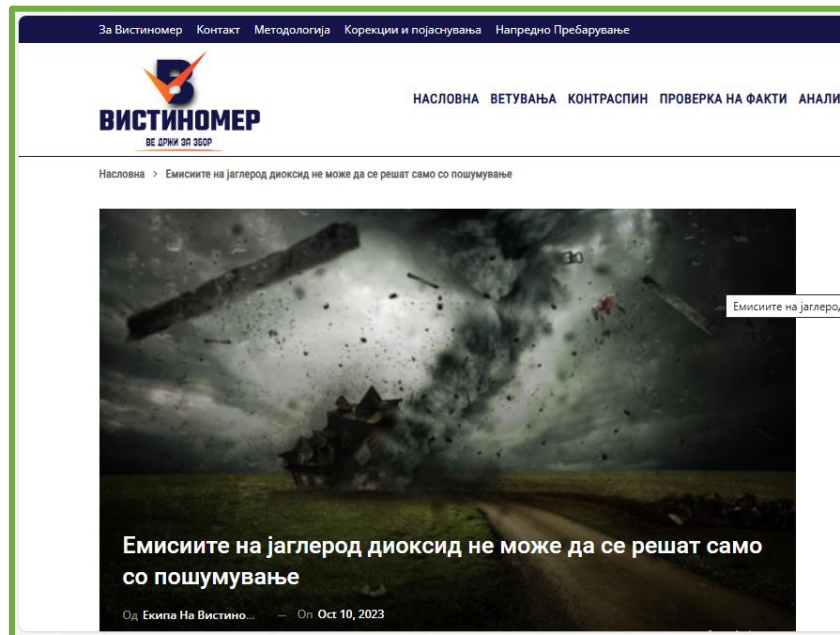 За Вистиномер Контакт Методологија Корекции и појаснувања Напредно Пребарување
ВИСТИНОМЕР
ВЕ ДРЖИ ЗА ЗБОР
НАСЛОВНА ВЕТУВАЊА КОНТРАСПИН ПРОВЕРКА НА ФАКТИ АНАЛИ
Насловна > Емисиите на јаглерод диоксид не може да се решат само со пошумување
Емисиите на јаглерод
Емисиите на јаглерод диоксид не може да се решат само
со пошумување
Од Екипа На Вистино... — On Oct 10, 2023